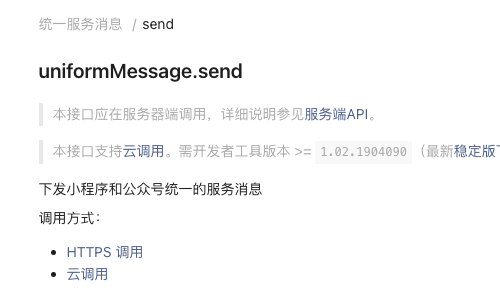 统一服务消息 / send
uniformMessage.send
本接口应在服务器端调用，详细说明参见服务端API。
本接口支持云调用。需开发者工具版本 >= 1.02.1904090（最新稳定版
下发小程序和公众号统一的服务消息
调用方式：
HTTPS 调用
云调用